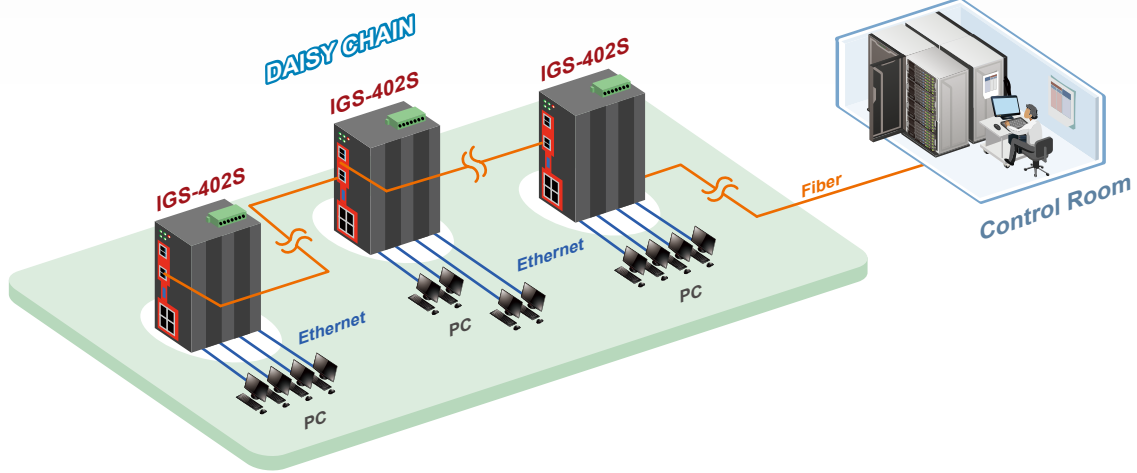 DAISY CHAIN
IGS-402S
IGS-402S
IGS-402S
Fiber
Control Room
Ethernet
PC
PC
Ethernet
PC